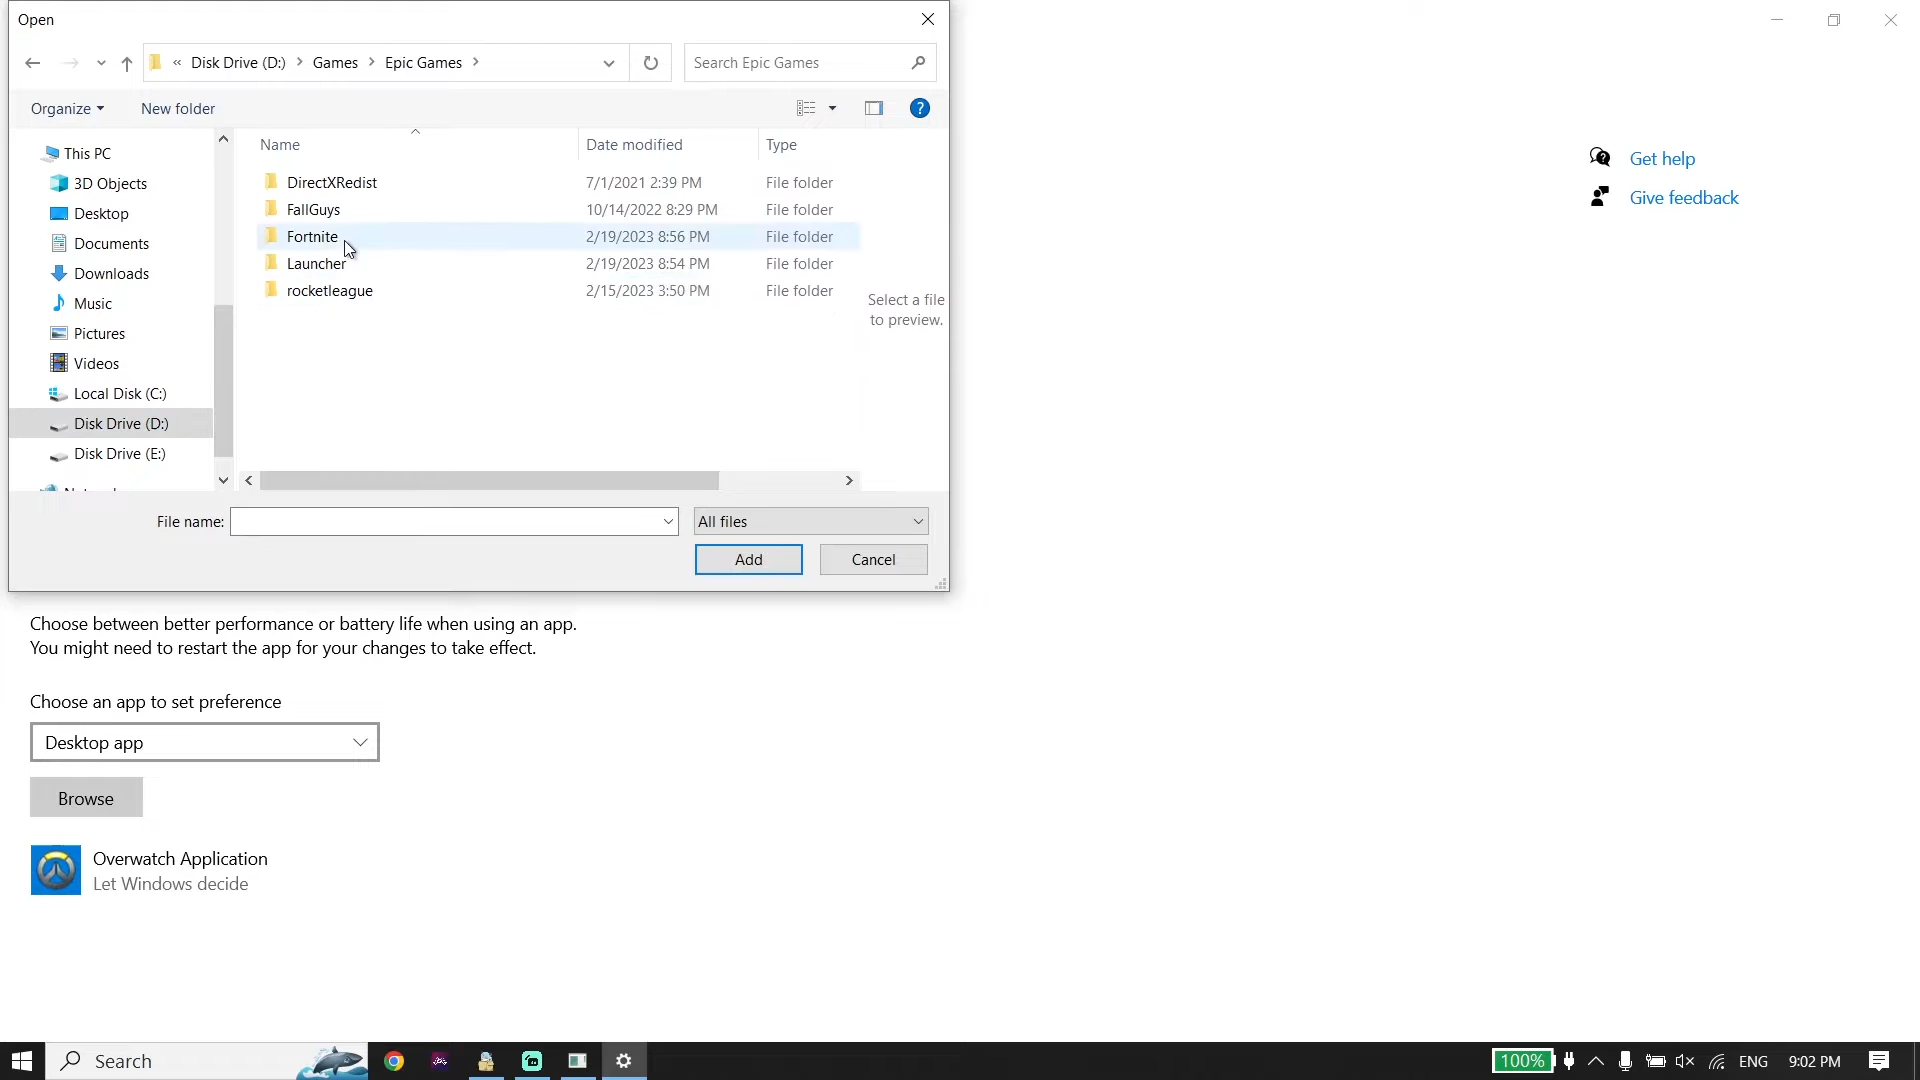 Open
« Disk Drive (D:) > Games > Epic Games >
Search Epic Games
Organize
New folder
Name
Date modified
Type
This PC
3D Objects
Desktop
Documents
Downloads
Music
Pictures
Videos
Local Disk (C:)
Disk Drive (D:)
Disk Drive (E:)
DirectXRedist 7/1/2021 2:39 PM File folder
FallGuys 10/14/2022 8:29 PM File folder
Fortnite 2/19/2023 8:56 PM File folder
Launcher 2/19/2023 8:54 PM File folder
rocketleague 2/15/2023 3:50 PM File folder
Select a file
to preview.
File name:
All files
Add
Cancel
Get help
Give feedback
Choose between better performance or battery life when using an app.
You might need to restart the app for your changes to take effect.
Choose an app to set preference
Desktop app
Browse
Overwatch Application
Let Windows decide
Search
100%
ENG
9:02 PM